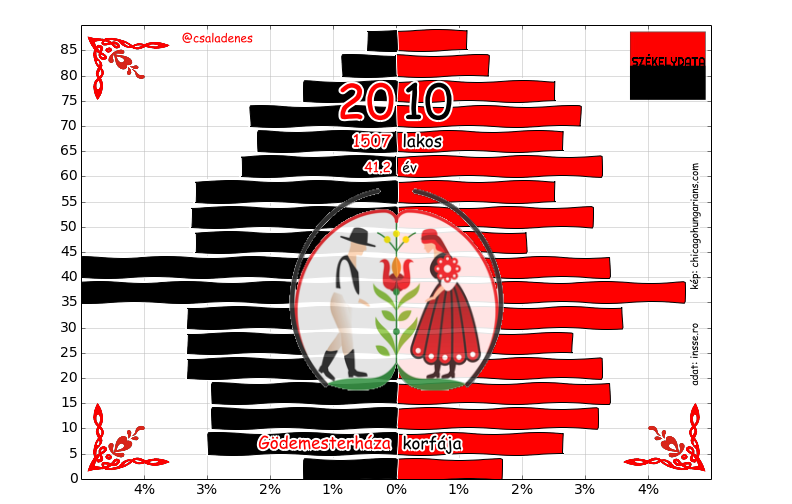 @csaladenes
SZÉKELYDATA
2010
1507 lakos
41,2 év
kép: chicagohungarians.com
adat: insse.ro
Gödemesterháza korfája
85
80
75
70
65
60
55
50
45
40
35
30
25
20
15
10
5
0
4% 3% 2% 1% 0% 1% 2% 3% 4%